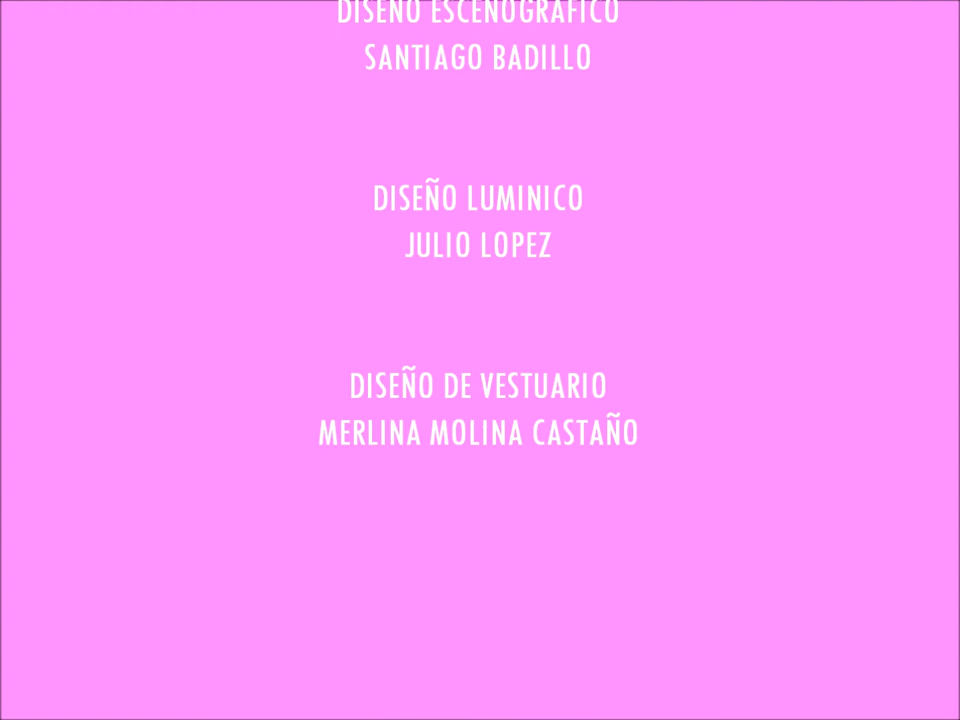 DISEÑO ESCENOGRAFICO
SANTIAGO BADILLO
DISEÑO LUMINICO
JULIO LOPEZ
DISEÑO DE VESTUARIO
MERLINA MOLINA CASTAÑO